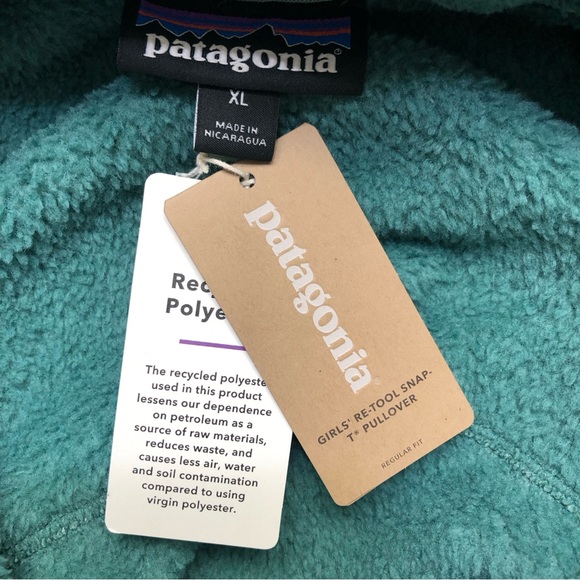 patagonia
XL
MADE IN
NICARAGUA
Polye
The recycled polyeste
used in this product
lessens our dependence
on petroleum as a
source of raw materials,
reduces waste, and
causes less air, water
and soil contamination
compared to using
virgin polyester.
patagonia
GIRLS' RE-TOOL SNAP-
T® PULLOVER
REGULAR FIT